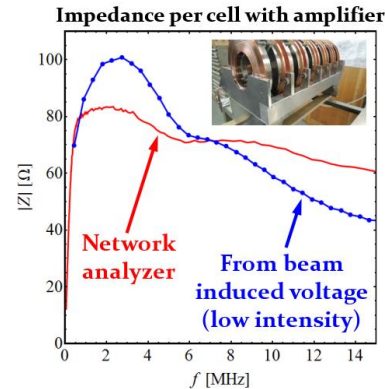 Impedance per cell with amplifier
100
80
60
40
20
0
|Z| [Ω]
Network
analyzer
From beam
induced voltage
(low intensity)
0 2 4 6 8 10 12 14
f [MHz]